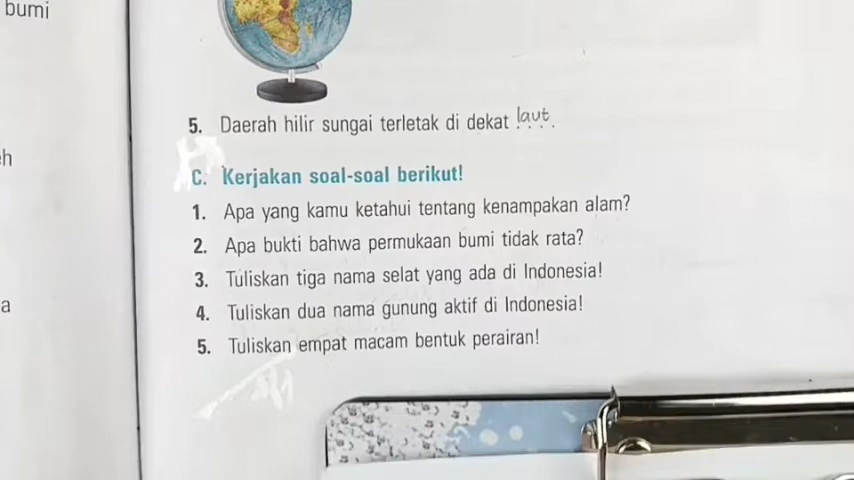 bumi
5. Daerah hilir sungai terletak di dekat laut.
h
C. Kerjakan soal-soal berikut!
1. Apa yang kamu ketahui tentang kenampakan alam?
2. Apa bukti bahwa permukaan bumi tidak rata?
3. Tuliskan tiga nama selat yang ada di Indonesia!
a
4. Tuliskan dua nama gunung aktif di Indonesia!
5. Tuliskan empat macam bentuk perairan!